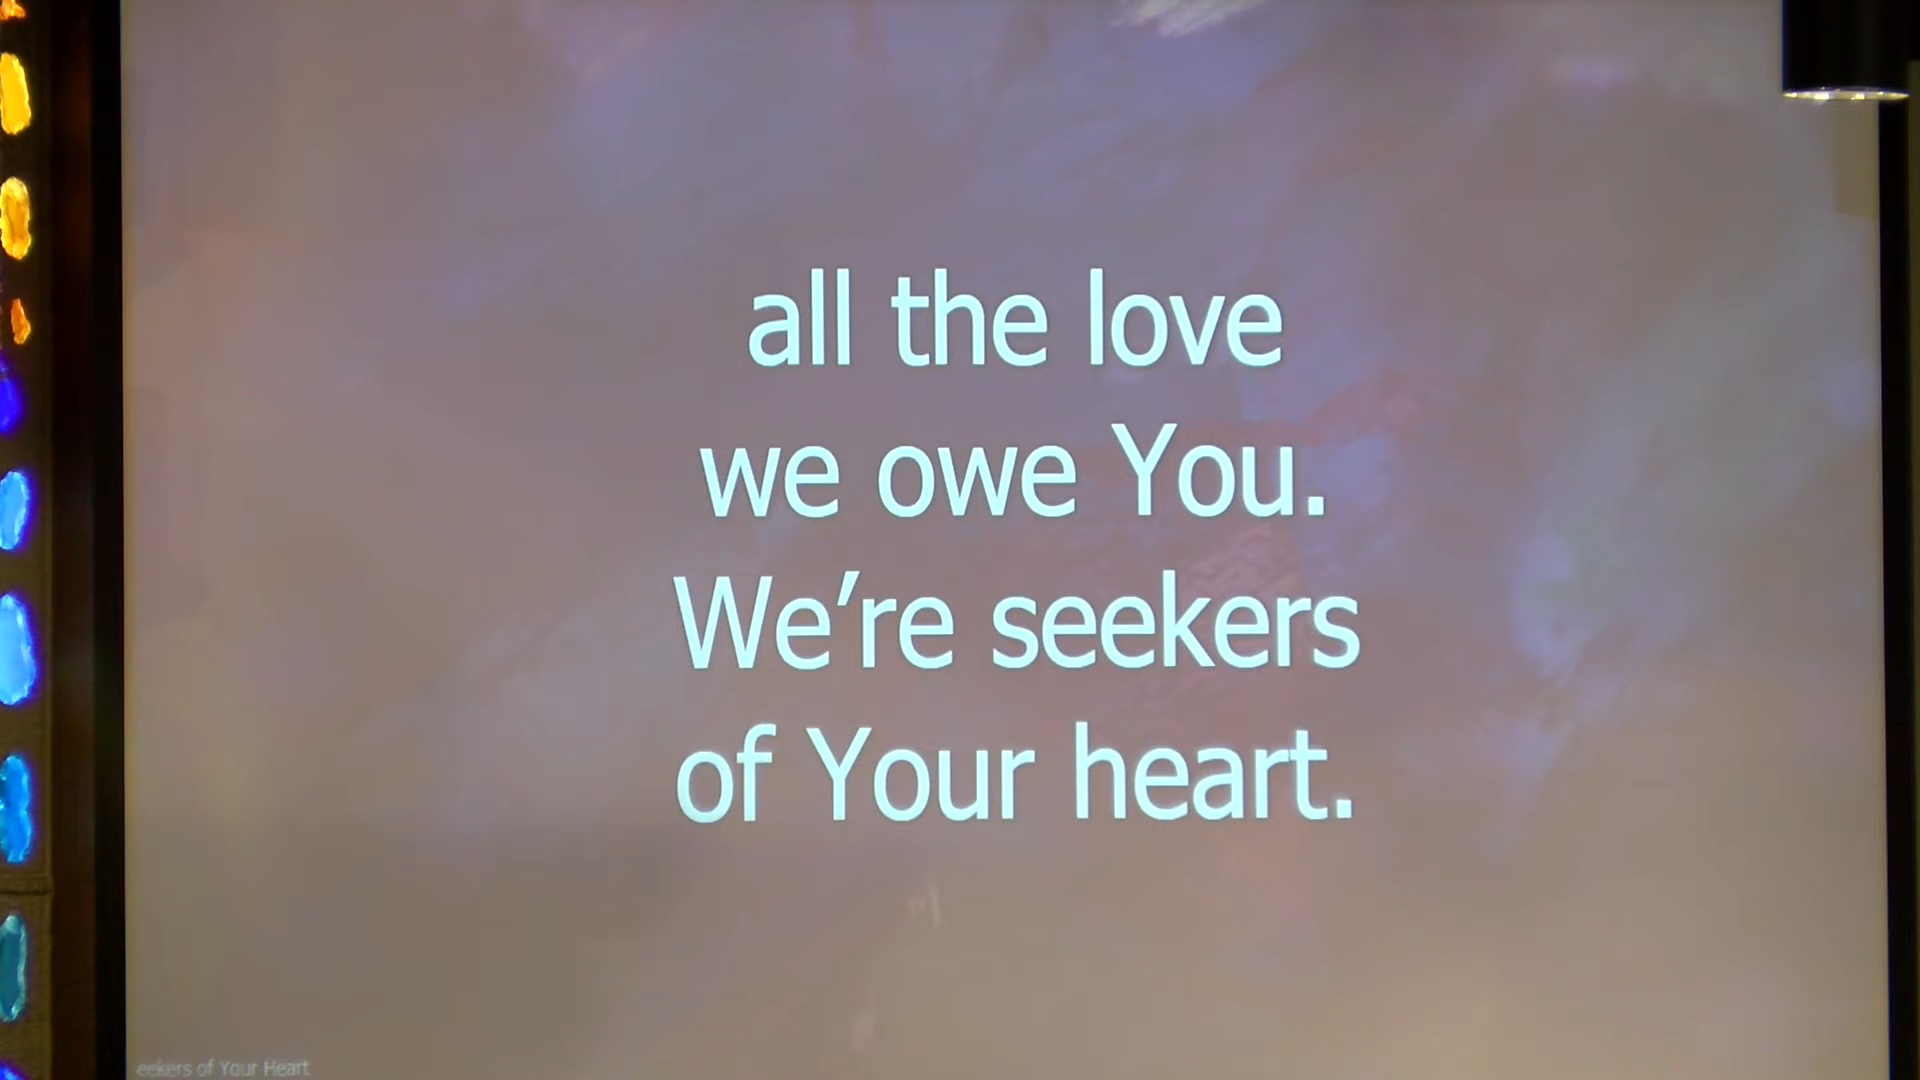 all the love
we owe You.
We’re seekers
of Your heart.
eekers of Your Heart